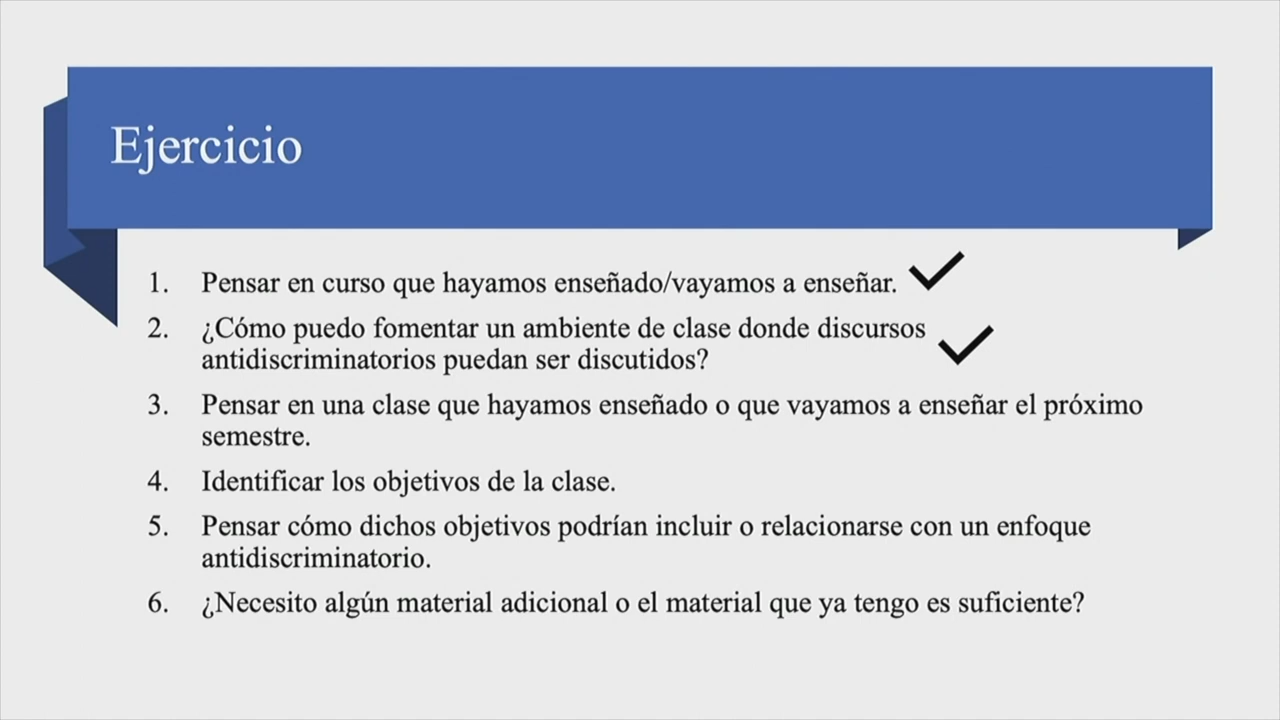 Ejercicio
1. Pensar en curso que hayamos enseñado/vayamos a enseñar.
2. ¿Cómo puedo fomentar un ambiente de clase donde discursos
antidiscriminatorios puedan ser discutidos?
3. Pensar en una clase que hayamos enseñado o que vayamos a enseñar el próximo
semestre.
4. Identificar los objetivos de la clase.
5. Pensar cómo dichos objetivos podrían incluir o relacionarse con un enfoque
antidiscriminatorio.
6. ¿Necesito algún material adicional o el material que ya tengo es suficiente?